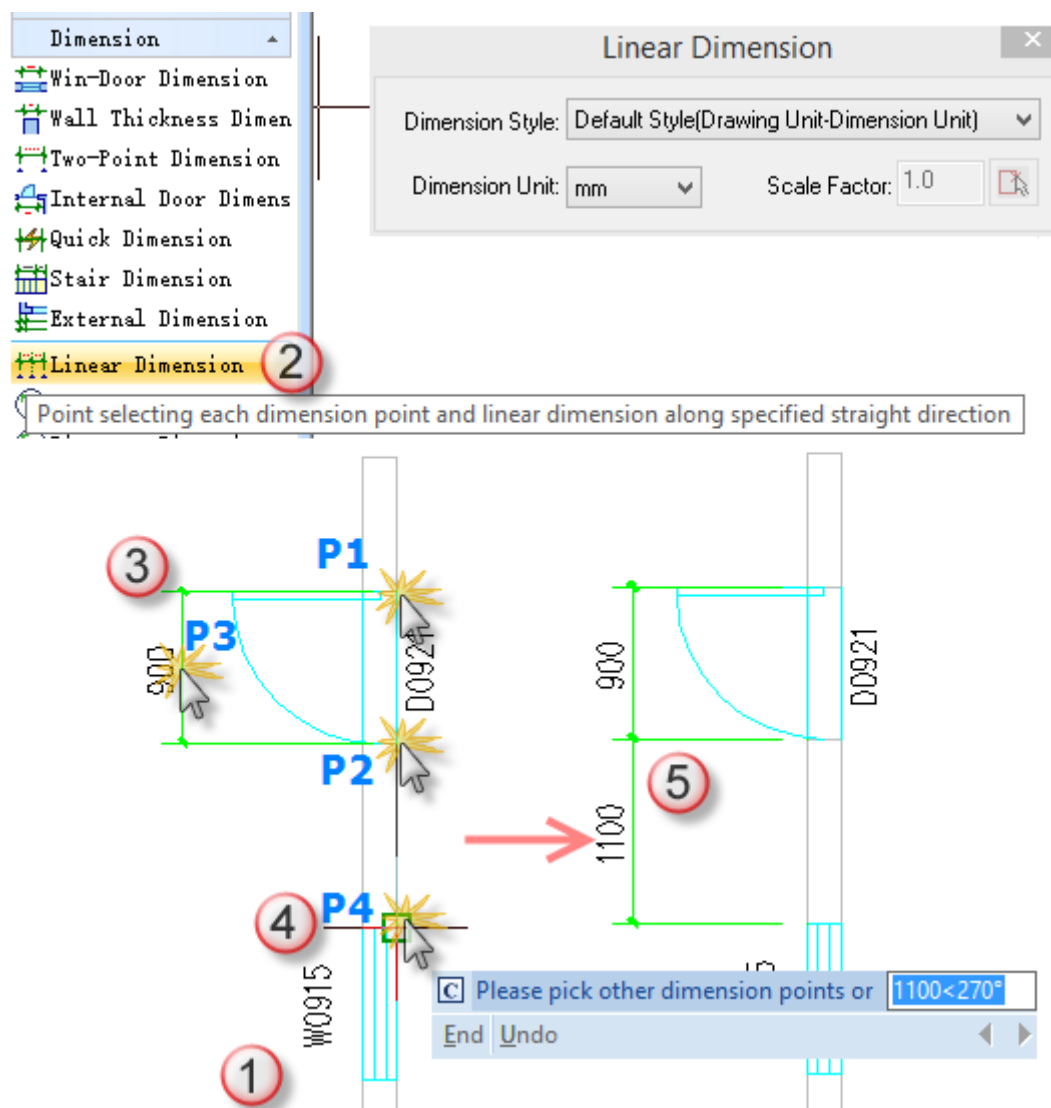 Dimension
Win-Door Dimension
Wall Thickness Dimen
Two-Point Dimension
Internal Door Dimens
Quick Dimension
Stair Dimension
External Dimension
Linear Dimension
2
Point selecting each dimension point and linear dimension along specified straight direction
Linear Dimension
Dimension Style: Default Style(Drawing Unit-Dimension Unit)
Dimension Unit: mm
Scale Factor: 1.0
3
P1
P3
900
D0921
P2
4
P4
W0915
1
900
D0921
5
1100
C Please pick other dimension points or 1100<270°
End Undo